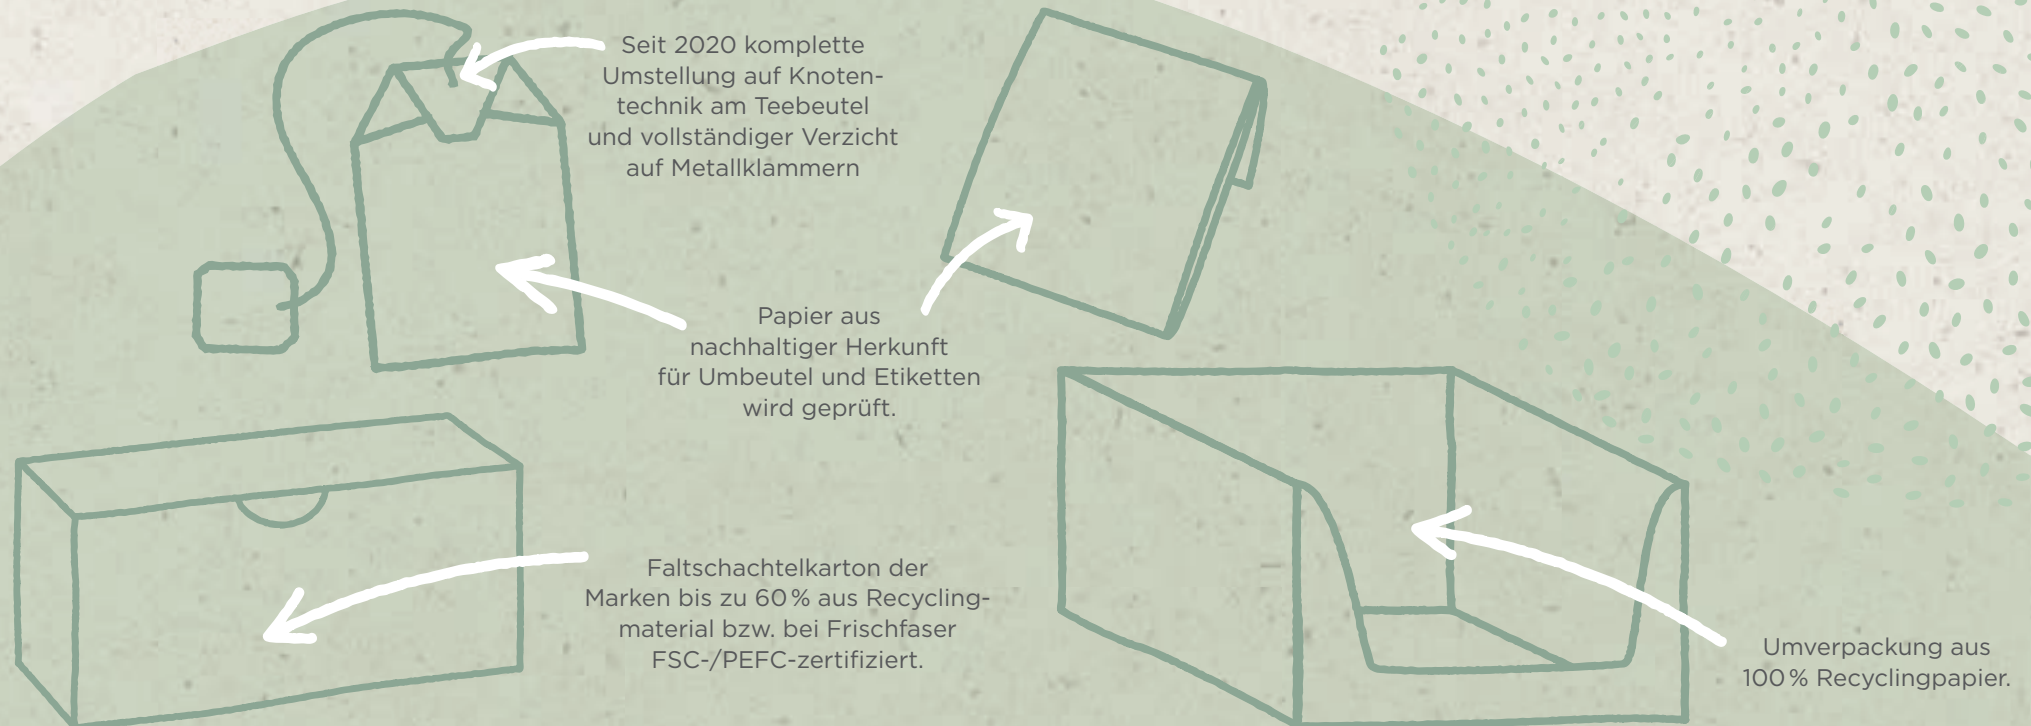 Seit 2020 komplette
Umstellung auf Knoten-
technik am Teebeutel
und vollständiger Verzicht
auf Metallklammern
Papier aus
nachhaltiger Herkunft
für Umbeutel und Etiketten
wird geprüft.
Faltschachtelkarton der
Marken bis zu 60 % aus Recycling-
material bzw. bei Frischfaser
FSC-/PEFC-zertifiziert.
Umverpackung aus
100 % Recyclingpapier.